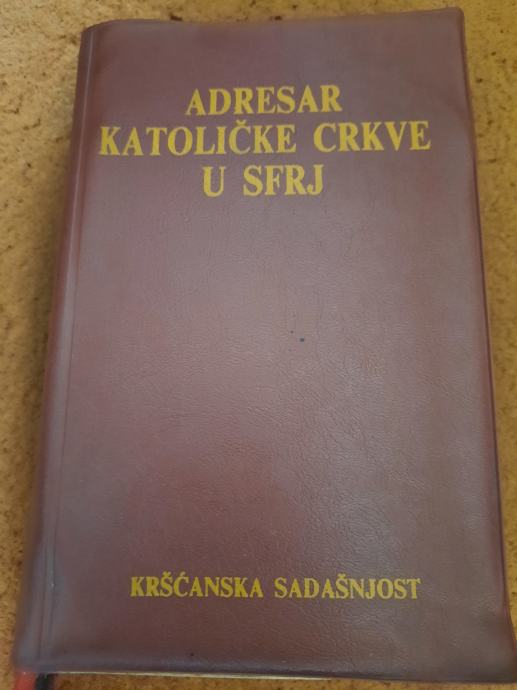 ADRESAR
KATOLIČKE CRKVE
U SFRJ
KRŠĆANSKA SADAŠNJOST